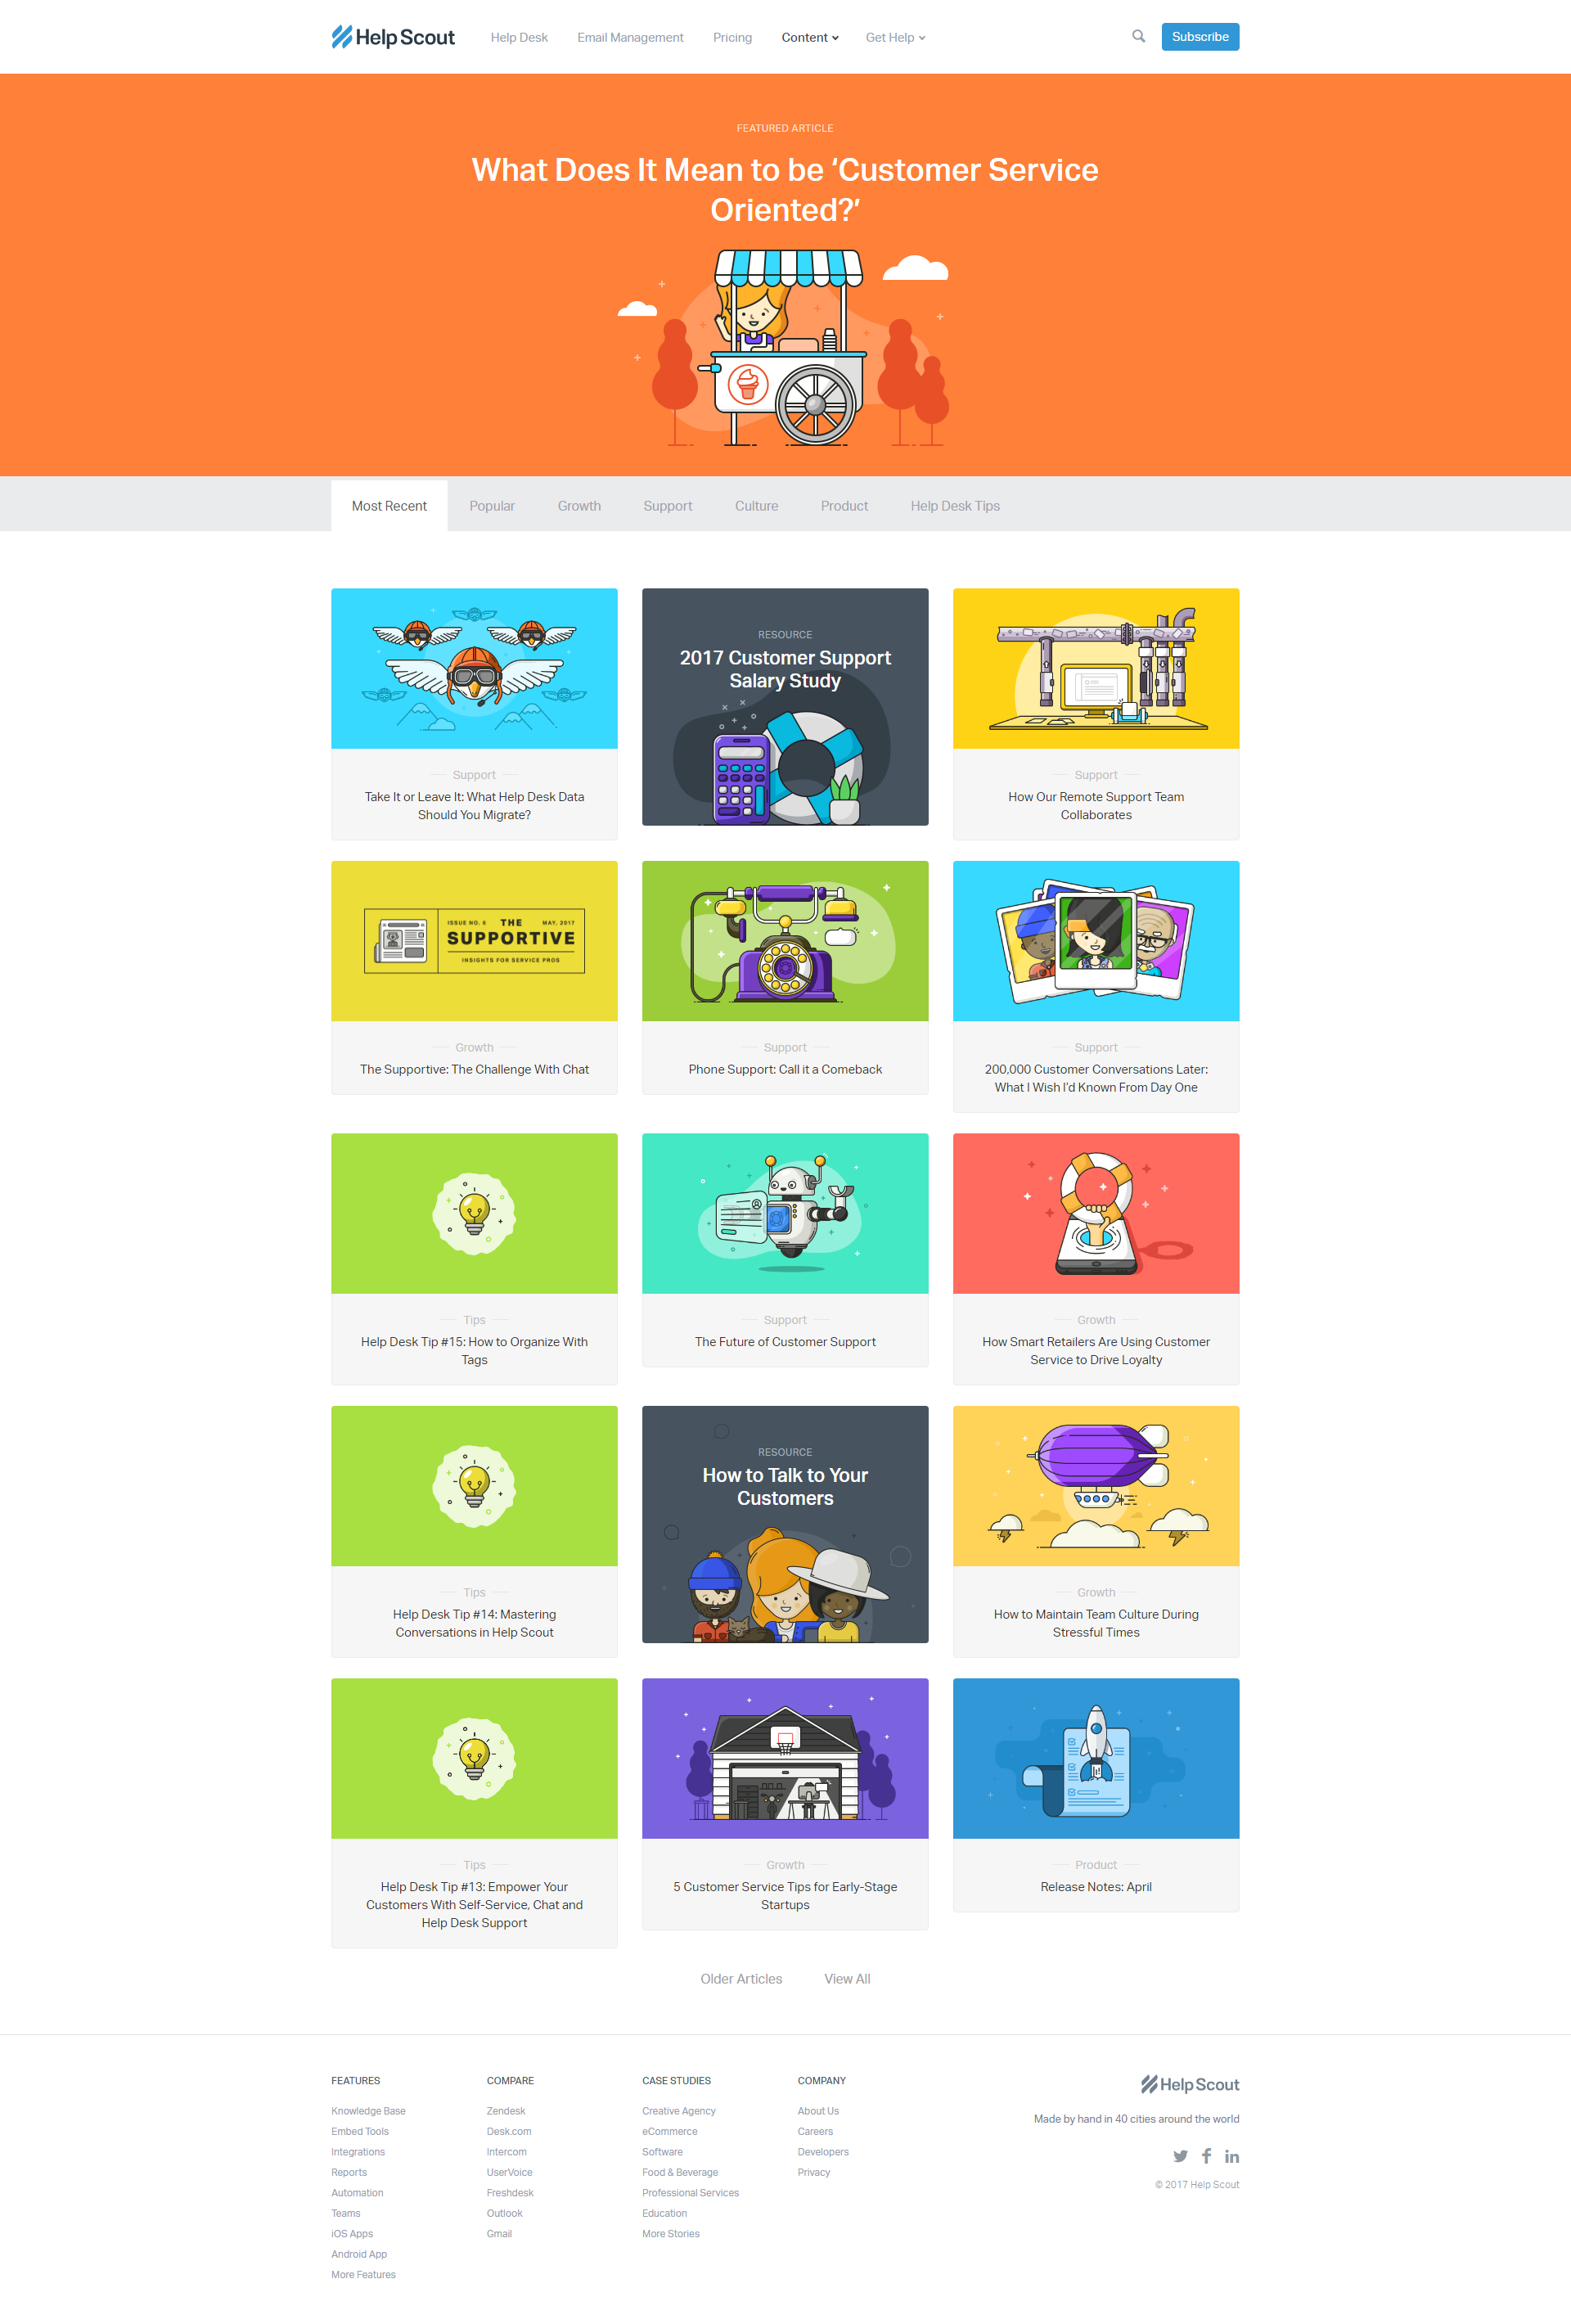 Help Scout
Help Desk
Email Management
Pricing
Content
Get Help
Subscribe
FEATURED ARTICLE
What Does It Mean to be ‘Customer Service
Oriented?’
Most Recent
Popular
Growth
Support
Culture
Product
Help Desk Tips
Support
Take It or Leave It: What Help Desk Data
Should You Migrate?
RESOURCE
2017 Customer Support
Salary Study
Support
How Our Remote Support Team
Collaborates
ISSUE NO. 6 THE MAY, 2017
SUPPORTIVE
INSIGHTS FOR SERVICE PROS
Growth
The Supportive: The Challenge With Chat
Support
Phone Support: Call it a Comeback
Support
200,000 Customer Conversations Later:
What I Wish I’d Known From Day One
Tips
Help Desk Tip #15: How to Organize With
Tags
Support
The Future of Customer Support
Growth
How Smart Retailers Are Using Customer
Service to Drive Loyalty
Tips
Help Desk Tip #14: Mastering
Conversations in Help Scout
RESOURCE
How to Talk to Your
Customers
Growth
How to Maintain Team Culture During
Stressful Times
Tips
Help Desk Tip #13: Empower Your
Customers With Self-Service, Chat and
Help Desk Support
Growth
5 Customer Service Tips for Early-Stage
Startups
Product
Release Notes: April
Older Articles
View All
FEATURES
Knowledge Base
Embed Tools
Integrations
Reports
Automation
Teams
iOS Apps
Android App
More Features
COMPARE
Zendesk
Desk.com
Intercom
UserVoice
Freshdesk
Outlook
Gmail
CASE STUDIES
Creative Agency
eCommerce
Software
Food & Beverage
Professional Services
Education
More Stories
COMPANY
About Us
Careers
Developers
Privacy
Help Scout
Made by hand in 40 cities around the world
© 2017 Help Scout